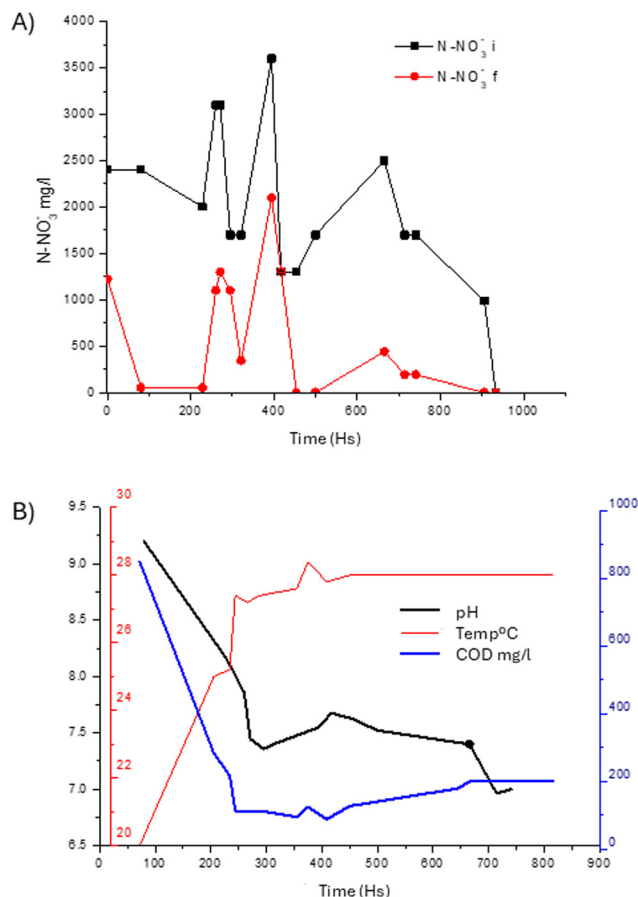 A)
N-NO₃⁻ i
N-NO₃⁻ f
4000
3500
3000
2500
2000
1500
1000
500
0
N-NO₃⁻ mg/l
0 200 400 600 800 1000
Time (Hs)
B)
9.5
9.0
8.5
8.0
7.5
7.0
6.5
30
28
26
24
22
20
pH
TempºC
COD mg/l
1000
800
600
400
200
0
0 100 200 300 400 500 600 700 800 900
Time (Hs)